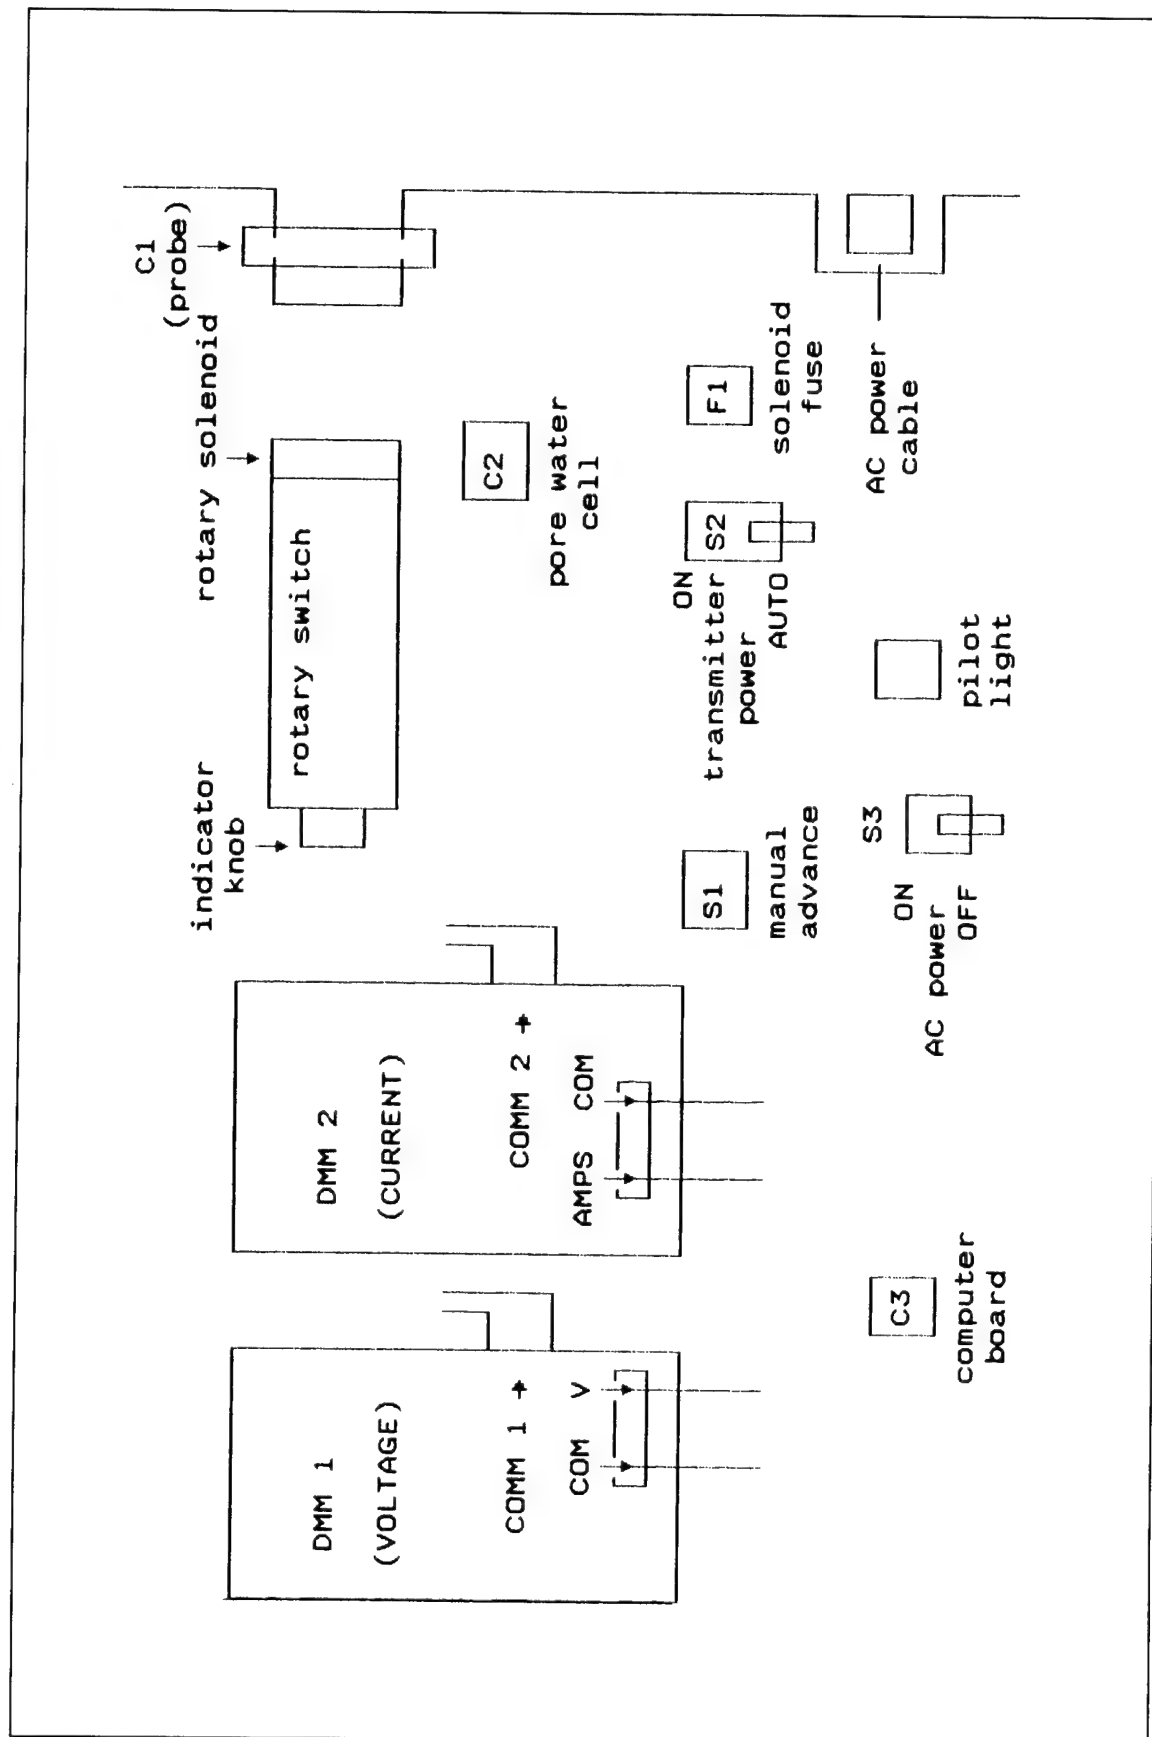 C1
(probe)
rotary solenoid
indicator
knob
rotary switch
DMM 1
(VOLTAGE)
COMM 1
COM V
DMM 2
(CURRENT)
COMM 2
AMPS COM
C2
pore water
cell
S1
manual
advance
ON
transmitter
power
AUTO
S2
F1
solenoid
fuse
C3
computer
board
S3
ON
AC power
OFF
pilot
light
AC power
cable